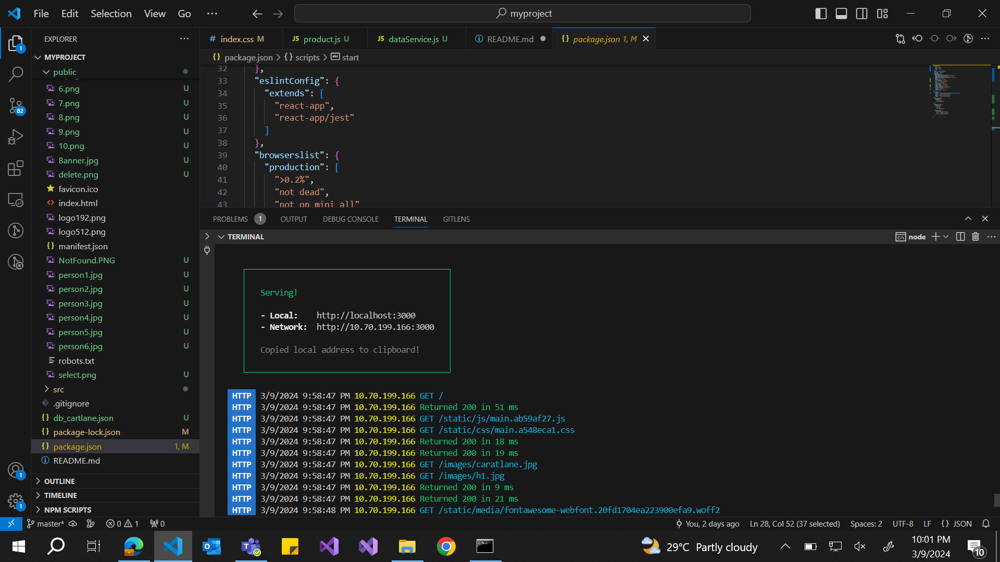 File Edit Selection View Go ··· myproject
EXPLORER ···
MYPROJECT
public
6.png U
7.png U
8.png U
9.png U
10.png U
Banner.jpg U
delete.png U
favicon.ico
index.html
logo192.png
logo512.png
manifest.json
NotFound.PNG U
person1.jpg U
person2.jpg U
person3.jpg U
person4.jpg U
person5.jpg U
person6.jpg U
robots.txt
select.png U
src
.gitignore
db_cartlane.json U
package-lock.json M
package.json 1, M
README.md
OUTLINE
TIMELINE
NPM SCRIPTS
1
82
1
1
# index.css M JS product.js U JS dataService.js U README.md {} package.json 1, M
{} package.json > {} scripts > abc start
32 },
33 "eslintConfig": {
34 "extends": [
35 "react-app",
36 "react-app/jest"
37 ]
38 },
39 "browserslist": {
40 "production": [
41 ">0.2%",
42 "not dead",
43 "not op_mini all"
PROBLEMS 1 OUTPUT DEBUG CONSOLE TERMINAL GITLENS
TERMINAL node
Serving!
- Local: http://localhost:3000
- Network: http://10.70.199.166:3000
Copied local address to clipboard!
HTTP 3/9/2024 9:58:47 PM 10.70.199.166 GET /
HTTP 3/9/2024 9:58:47 PM 10.70.199.166 Returned 200 in 51 ms
HTTP 3/9/2024 9:58:47 PM 10.70.199.166 GET /static/js/main.ab59af27.js
HTTP 3/9/2024 9:58:47 PM 10.70.199.166 GET /static/css/main.a548eca1.css
HTTP 3/9/2024 9:58:47 PM 10.70.199.166 Returned 200 in 18 ms
HTTP 3/9/2024 9:58:47 PM 10.70.199.166 Returned 200 in 19 ms
HTTP 3/9/2024 9:58:47 PM 10.70.199.166 GET /images/caratlane.jpg
HTTP 3/9/2024 9:58:47 PM 10.70.199.166 GET /images/h1.jpg
HTTP 3/9/2024 9:58:47 PM 10.70.199.166 Returned 200 in 9 ms
HTTP 3/9/2024 9:58:47 PM 10.70.199.166 Returned 200 in 21 ms
HTTP 3/9/2024 9:58:48 PM 10.70.199.166 GET /static/media/fontawesome-webfont.20fd1704ea223900efa9.woff2
master* 0 1 0 You, 2 days ago Ln 28, Col 52 (37 selected) Spaces: 2 UTF-8 LF {} JSON
29°C Partly cloudy
10:01 PM
3/9/2024
10